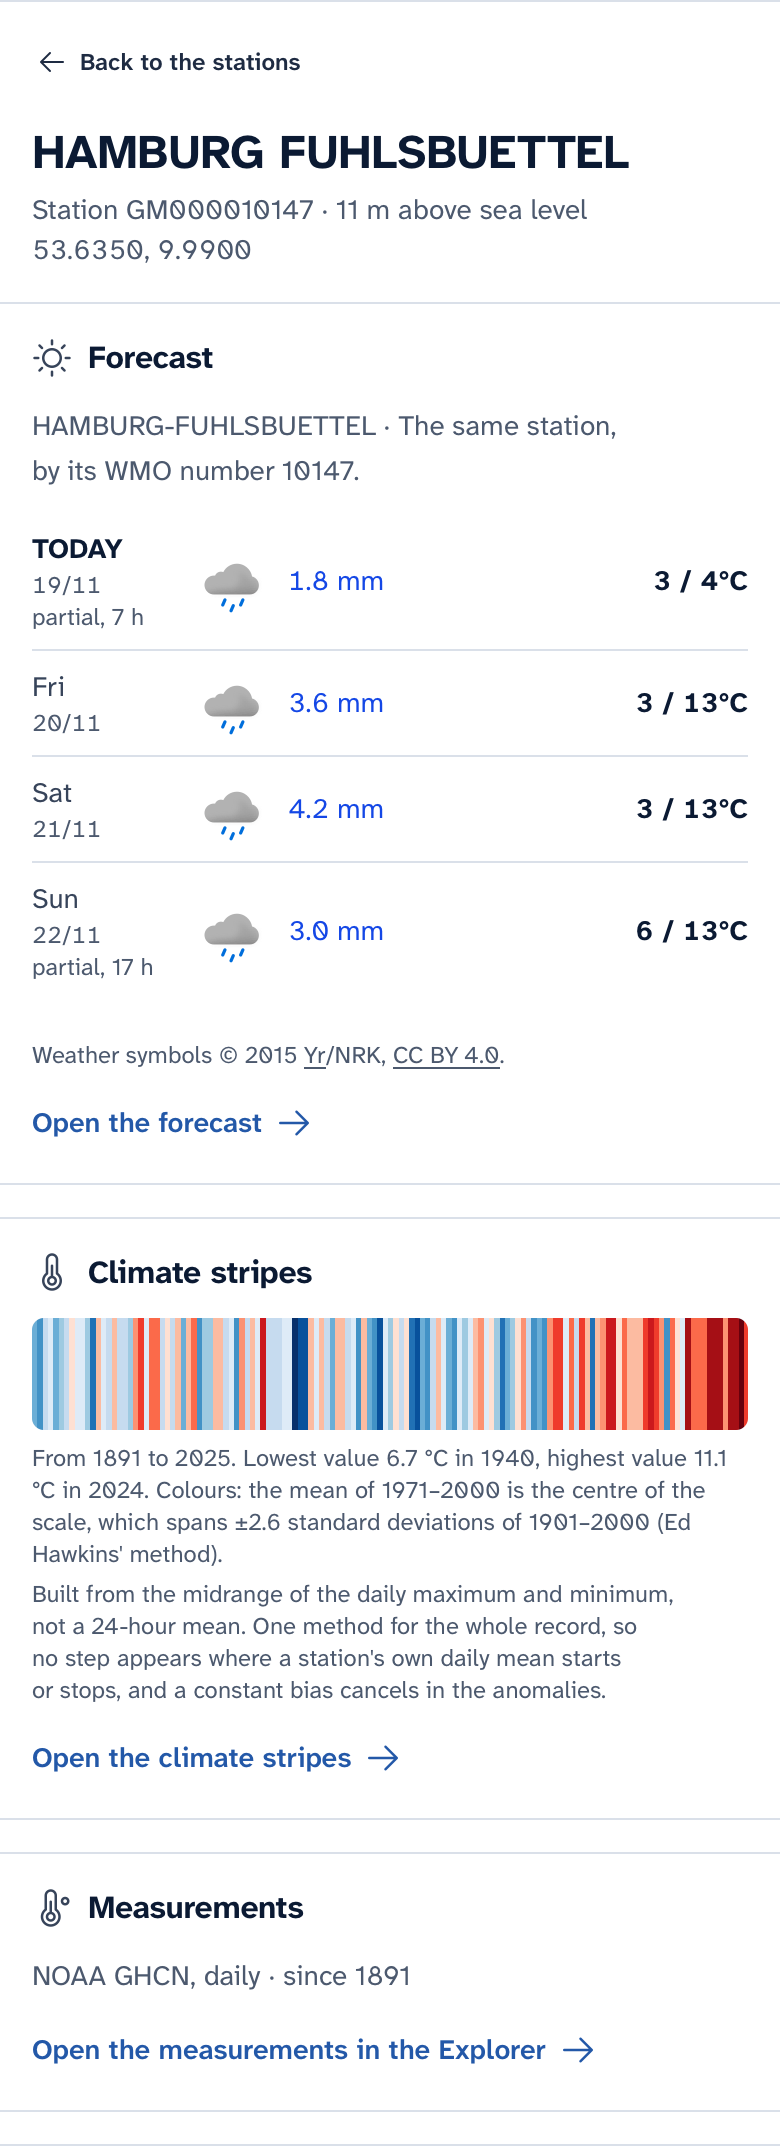 Back to the stations
HAMBURG FUHLSBUETTEL
Station GM000010147 · 11 m above sea level
53.6350, 9.9900
Forecast
HAMBURG-FUHLSBUETTEL · The same station,
by its WMO number 10147.
TODAY
19/11
partial, 7 h
1.8 mm
3 / 4°C
Fri
20/11
3.6 mm
3 / 13°C
Sat
21/11
4.2 mm
3 / 13°C
Sun
22/11
partial, 17 h
3.0 mm
6 / 13°C
Weather symbols © 2015 Yr/NRK, CC BY 4.0.
Open the forecast
Climate stripes
From 1891 to 2025. Lowest value 6.7 °C in 1940, highest value 11.1
°C in 2024. Colours: the mean of 1971–2000 is the centre of the
scale, which spans ±2.6 standard deviations of 1901–2000 (Ed
Hawkins' method).
Built from the midrange of the daily maximum and minimum,
not a 24-hour mean. One method for the whole record, so
no step appears where a station's own daily mean starts
or stops, and a constant bias cancels in the anomalies.
Open the climate stripes
Measurements
NOAA GHCN, daily · since 1891
Open the measurements in the Explorer